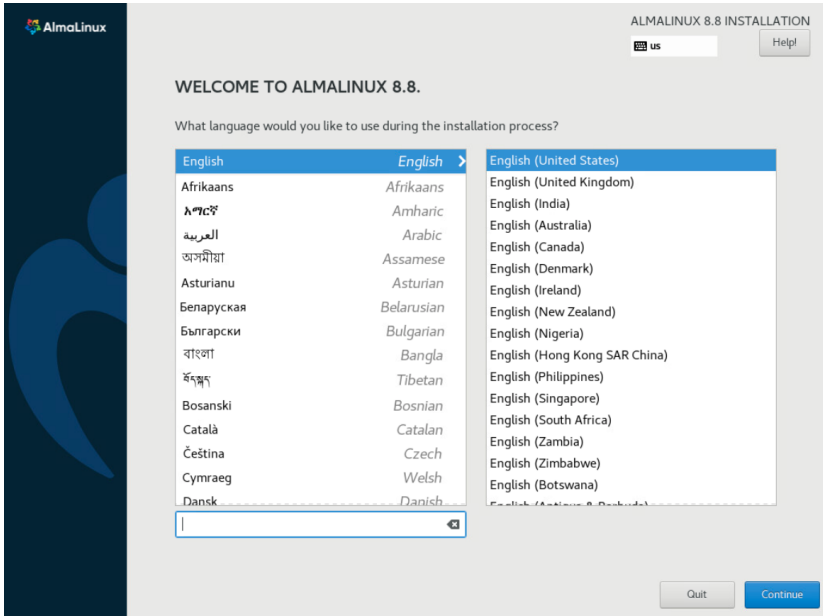 AlmaLinux
ALMALINUX 8.8 INSTALLATION
us
Help!
WELCOME TO ALMALINUX 8.8.
What language would you like to use during the installation process?
English English
Afrikaans Afrikaans
አማርኛ Amharic
العربية Arabic
অসমীয়া Assamese
Asturianu Asturian
Беларуская Belarusian
Български Bulgarian
বাংলা Bangla
བོད་སྐད་ Tibetan
Bosanski Bosnian
Català Catalan
Čeština Czech
Cymraeg Welsh
Dansk Danish
English (United States)
English (United Kingdom)
English (India)
English (Australia)
English (Canada)
English (Denmark)
English (Ireland)
English (New Zealand)
English (Nigeria)
English (Hong Kong SAR China)
English (Philippines)
English (Singapore)
English (South Africa)
English (Zambia)
English (Zimbabwe)
English (Botswana)
English (Antigua & Barbuda)
Quit
Continue